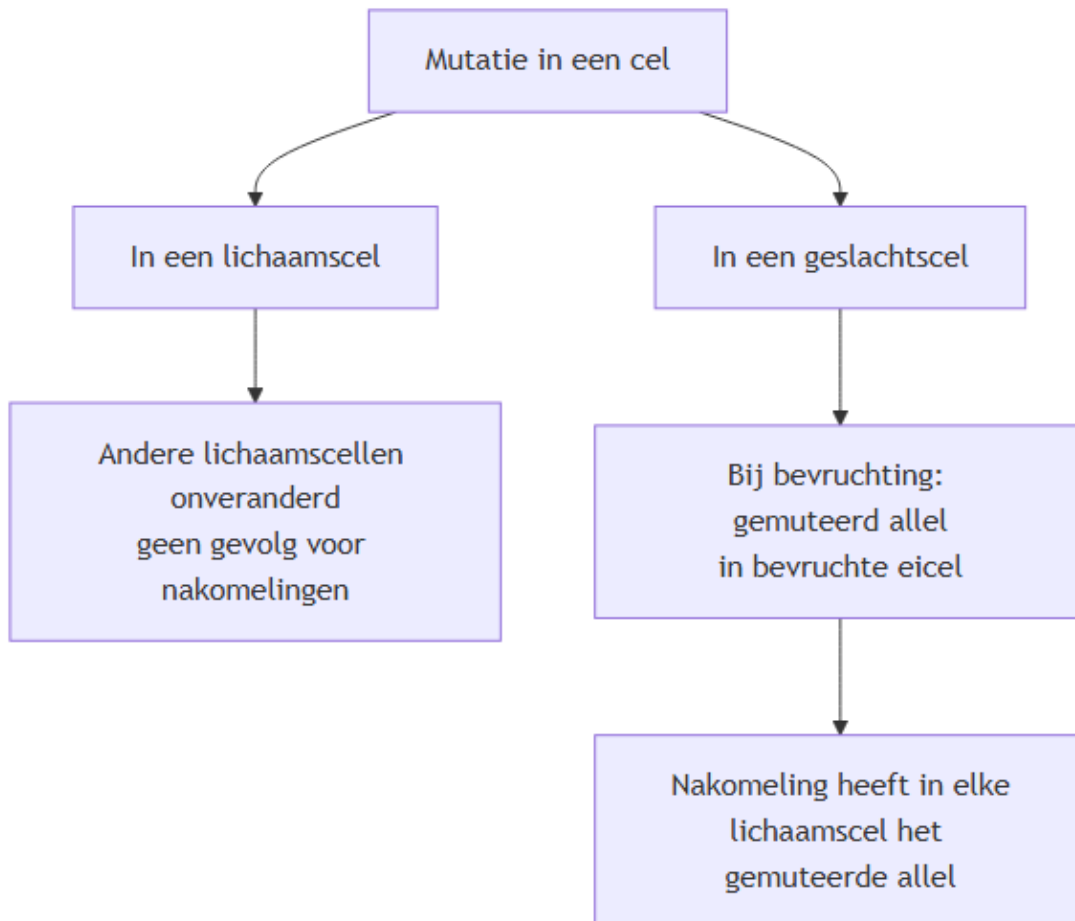 Mutatie in een cel
In een lichaamscel
In een geslachtscel
Andere lichaamscellen
onveranderd
geen gevolg voor
nakomelingen
Bij bevruchting:
gemuteerd allel
in bevruchte eicel
Nakomeling heeft in elke
lichaamscel het
gemuteerde allel